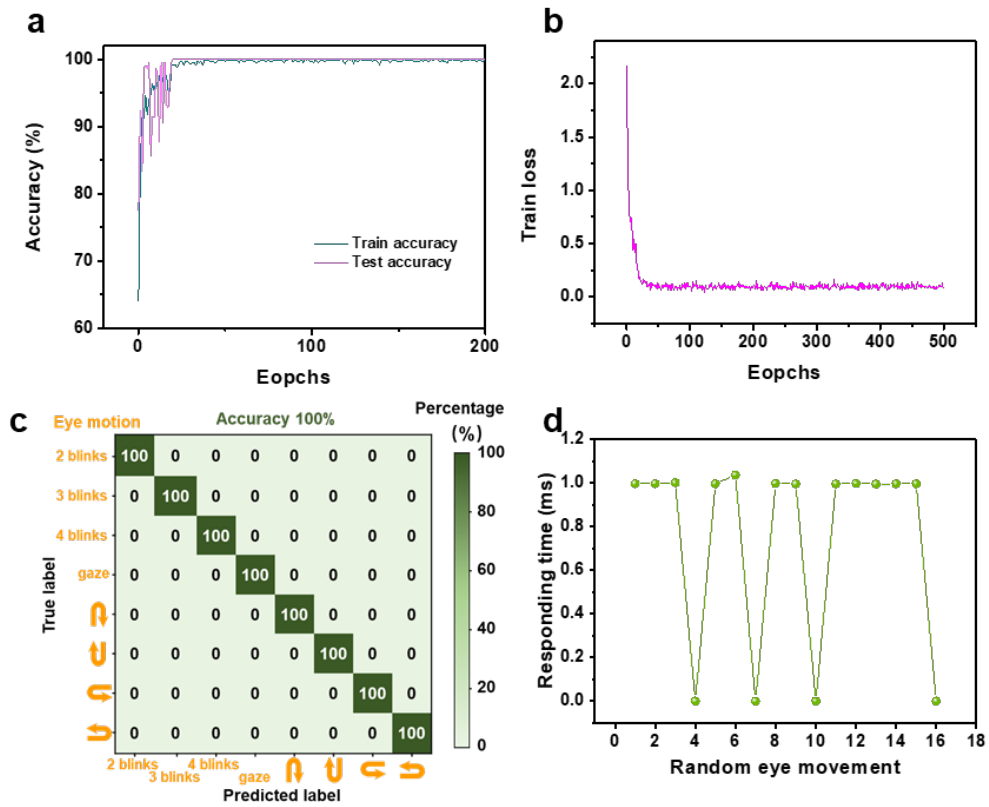 a
100
90
80
70
60
Accuracy (%)
Train accuracy
Test accuracy
0
100
200
Eopchs
b
2.0
1.5
1.0
0.5
0.0
Train loss
0
100
200
300
400
500
Eopchs
c
Eye motion
Accuracy 100%
Percentage
(%)
True label
2 blinks
100 0 0 0 0 0 0 0
3 blinks
0 100 0 0 0 0 0 0
4 blinks
0 0 100 0 0 0 0 0
gaze
0 0 0 100 0 0 0 0
0 0 0 0 100 0 0 0
0 0 0 0 0 100 0 0
0 0 0 0 0 0 100 0
0 0 0 0 0 0 0 100
2 blinks
3 blinks
4 blinks
gaze
Predicted label
100
80
60
40
20
0
d
1.2
1.0
0.8
0.6
0.4
0.2
0.0
Responding time (ms)
0 2 4 6 8 10 12 14 16 18
Random eye movement